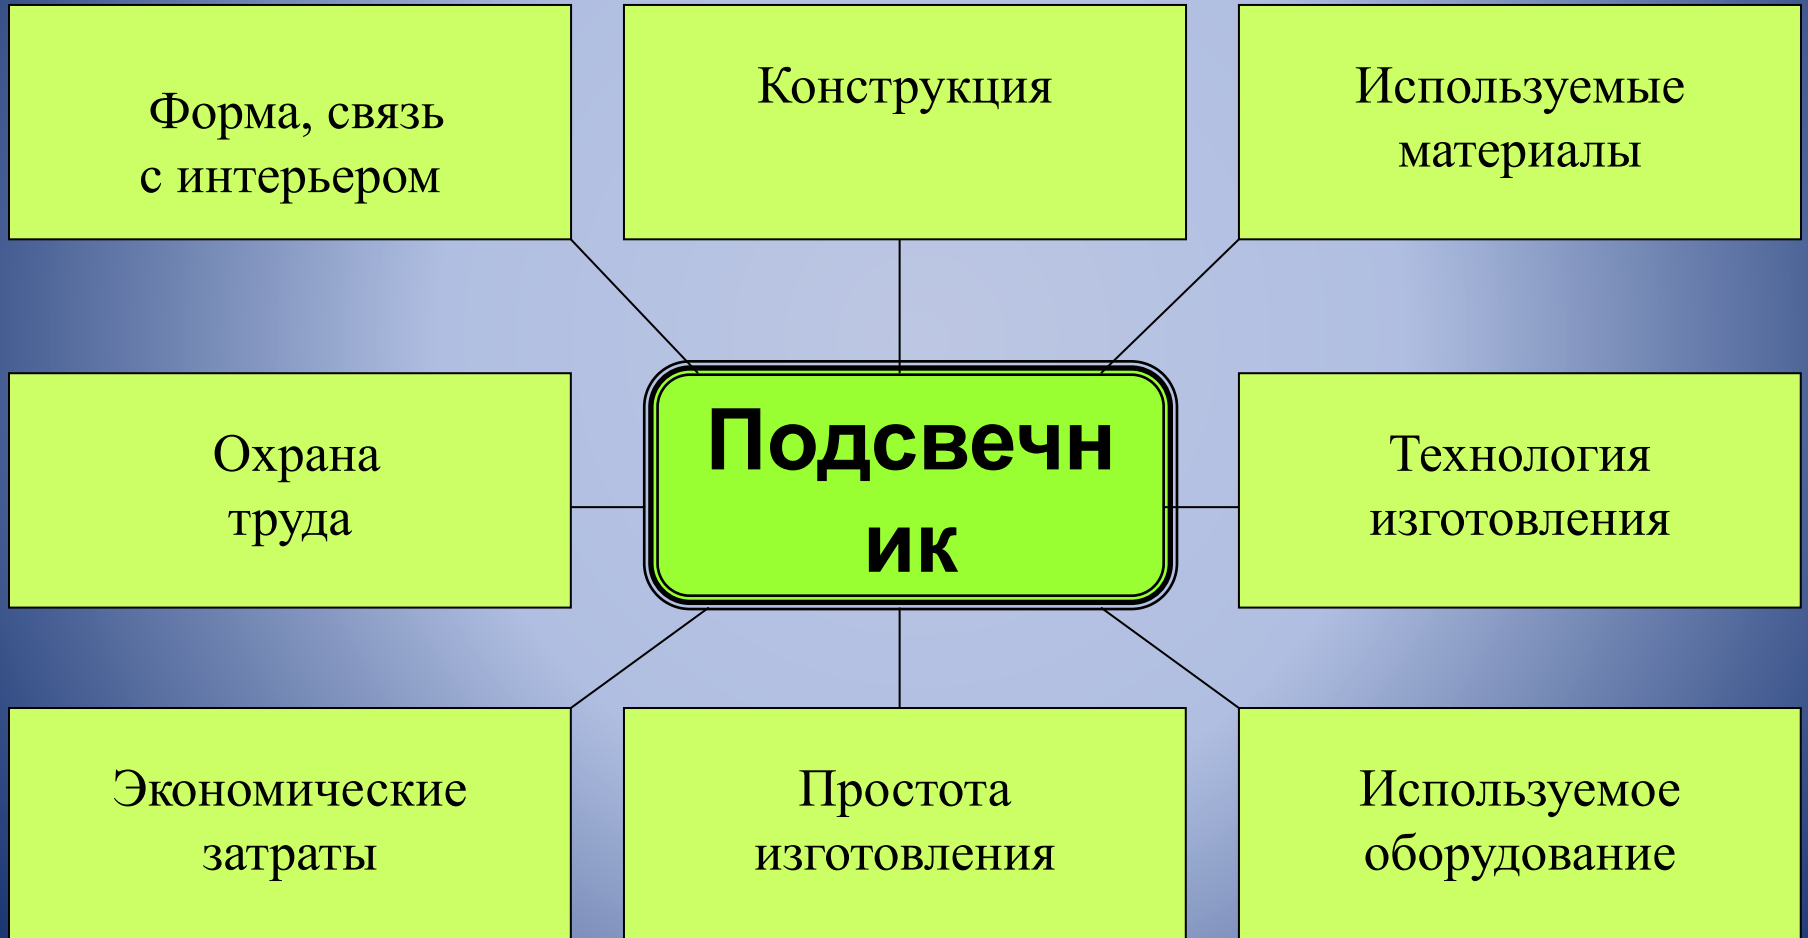 Форма, связь
с интерьером
Конструкция
Используемые
материалы
Охрана
труда
Подсвечн
ик
Технология
изготовления
Экономические
затраты
Простота
изготовления
Используемое
оборудование